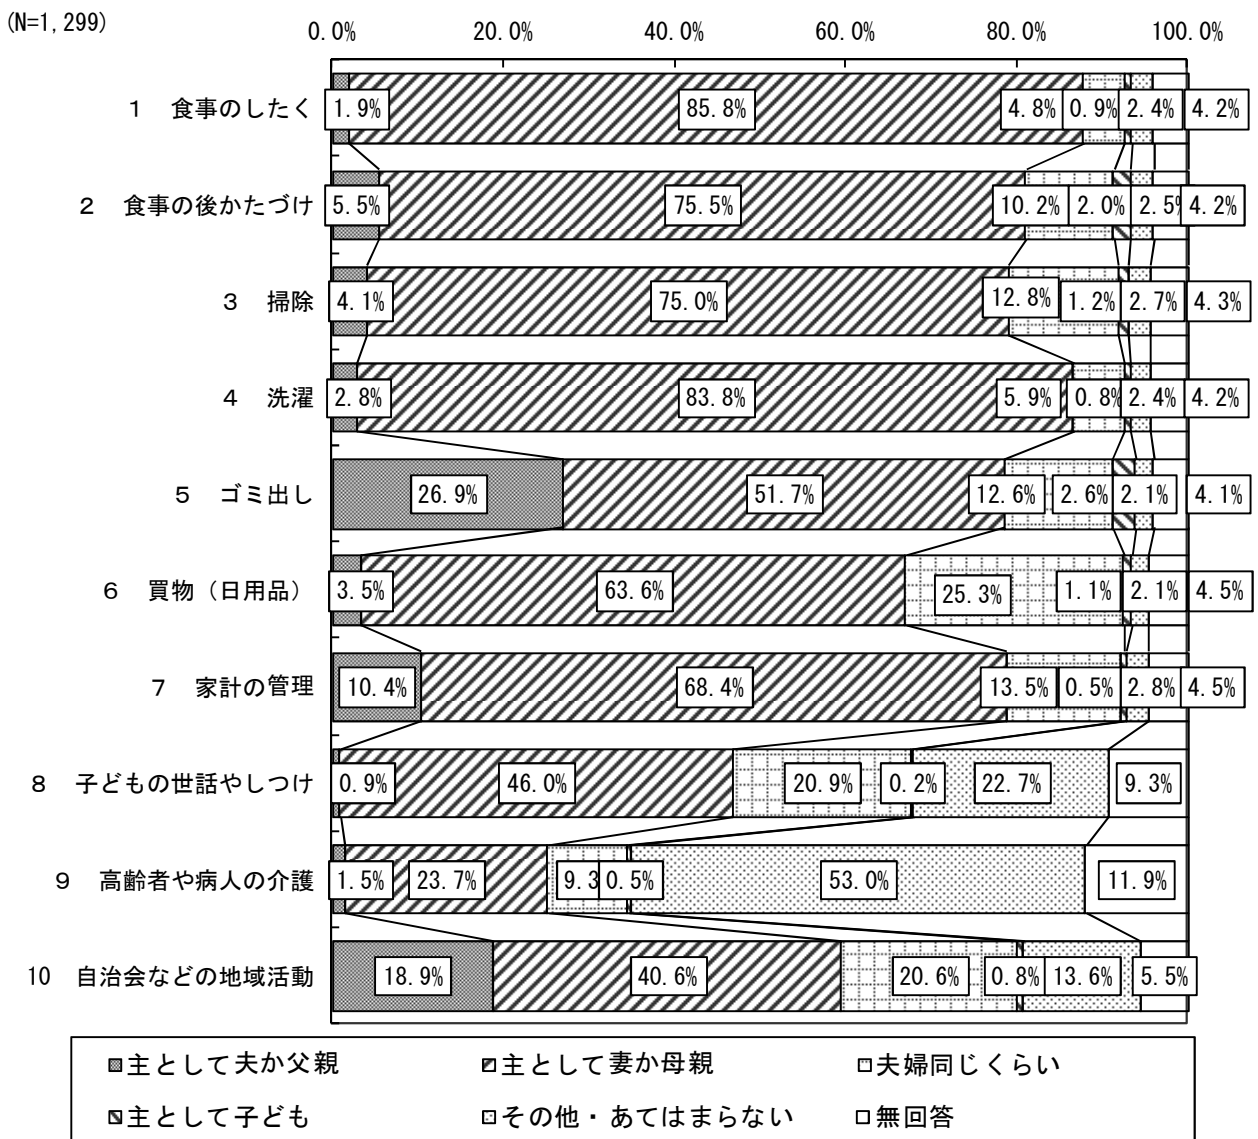 (N=1,299)
0.0% 20.0% 40.0% 60.0% 80.0% 100.0%
1 食事のしたく 1.9% 85.8% 4.8% 0.9% 2.4% 4.2%
2 食事の後かたづけ 5.5% 75.5% 10.2% 2.0% 2.5% 4.2%
3 掃除 4.1% 75.0% 12.8% 1.2% 2.7% 4.3%
4 洗濯 2.8% 83.8% 5.9% 0.8% 2.4% 4.2%
5 ゴミ出し 26.9% 51.7% 12.6% 2.6% 2.1% 4.1%
6 買物（日用品） 3.5% 63.6% 25.3% 1.1% 2.1% 4.5%
7 家計の管理 10.4% 68.4% 13.5% 0.5% 2.8% 4.5%
8 子どもの世話やしつけ 0.9% 46.0% 20.9% 0.2% 22.7% 9.3%
9 高齢者や病人の介護 1.5% 23.7% 9.3 0.5% 53.0% 11.9%
10 自治会などの地域活動 18.9% 40.6% 20.6% 0.8% 13.6% 5.5%
主として夫か父親 主として妻か母親 夫婦同じくらい
主として子ども その他・あてはまらない 無回答